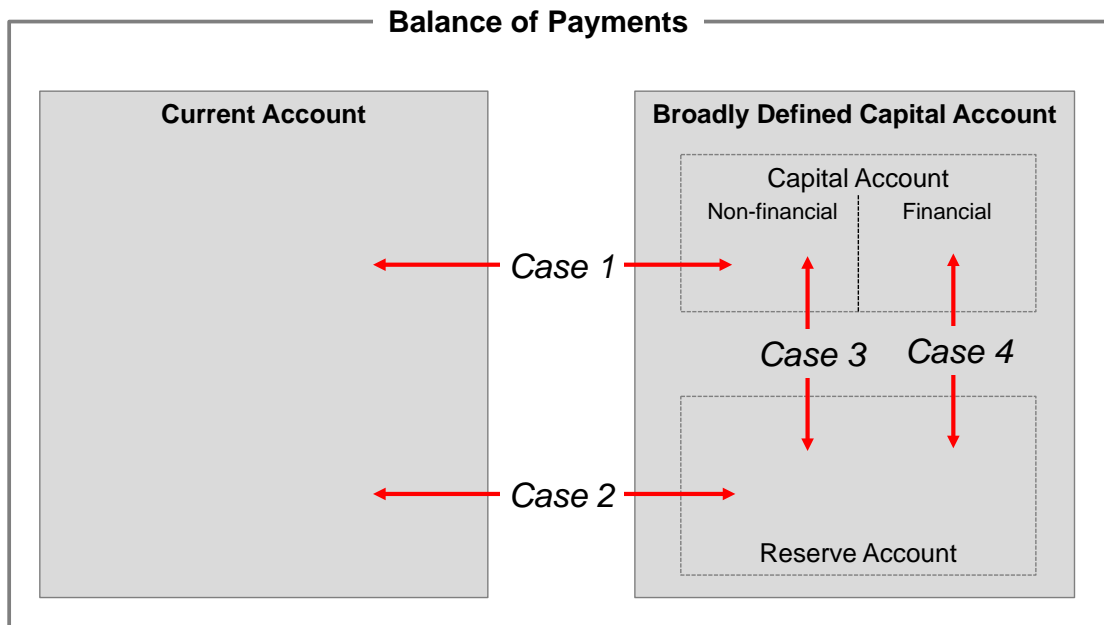 Balance of Payments
Current Account
Broadly Defined Capital Account
Capital Account
Non-financial
Financial
Case 1
Case 3
Case 4
Case 2
Reserve Account